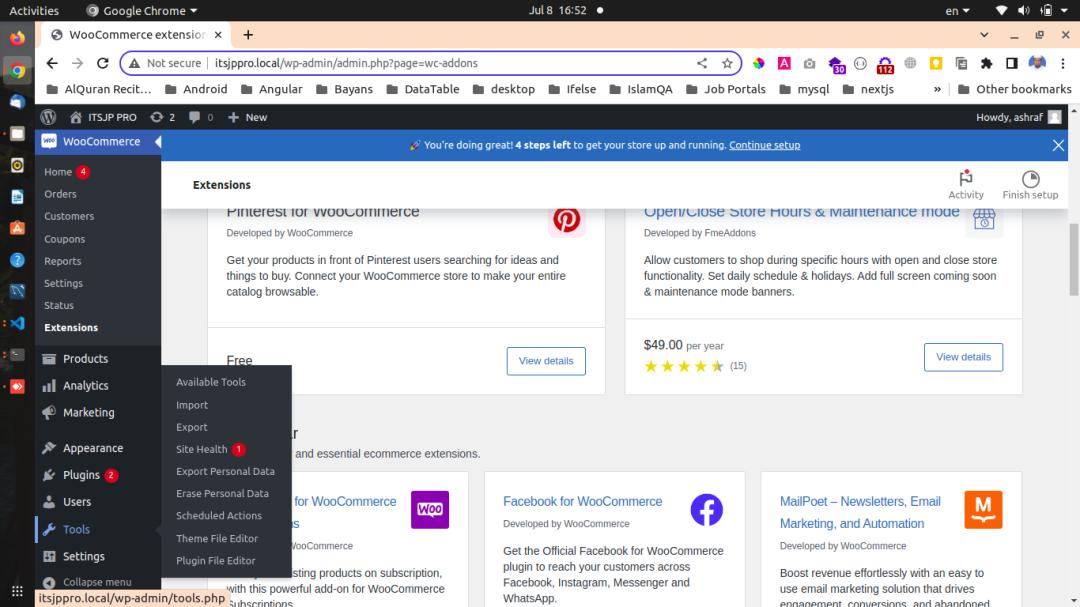 Activities
Google Chrome
Jul 8 16:52
en
WooCommerce extension
Not secure
itsjppro.local/wp-admin/admin.php?page=wc-addons
30
112
AlQuran Recit...
Android
Angular
Bayans
DataTable
desktop
Ifelse
IslamQA
Job Portals
mysql
nextjs
»
Other bookmarks
ITSJP PRO
2
0
New
Howdy, ashraf
WooCommerce
You're doing great! 4 steps left to get your store up and running. Continue setup
Home 4
Orders
Customers
Coupons
Reports
Settings
Status
Extensions
Products
Analytics
Marketing
Appearance
Plugins 2
Users
Tools
Settings
Collapse menu
itsjppro.local/wp-admin/tools.php
Available Tools
Import
Export
Site Health 1
Export Personal Data
Erase Personal Data
Scheduled Actions
Theme File Editor
Plugin File Editor
Extensions
Activity
Finish setup
Pinterest for WooCommerce
Developed by WooCommerce
Get your products in front of Pinterest users searching for ideas and
things to buy. Connect your WooCommerce store to make your entire
catalog browsable.
Free
View details
Open/Close Store Hours & Maintenance mode
Developed by FmeAddons
Allow customers to shop during specific hours with open and close store
functionality. Set daily schedule & holidays. Add full screen coming soon
& maintenance mode banners.
$49.00 per year
(15)
View details
and essential ecommerce extensions.
for WooCommerce
WOO
Facebook for WooCommerce
Developed by WooCommerce
Get the Official Facebook for WooCommerce
plugin to reach your customers across
Facebook, Instagram, Messenger and
WhatsApp.
MailPoet – Newsletters, Email
Marketing, and Automation
Developed by WooCommerce
Boost revenue effortlessly with an easy to
use email marketing solution that drives
engagement, conversions, and abandoned
existing products on subscription,
with this powerful add-on for WooCommerce
Subscriptions